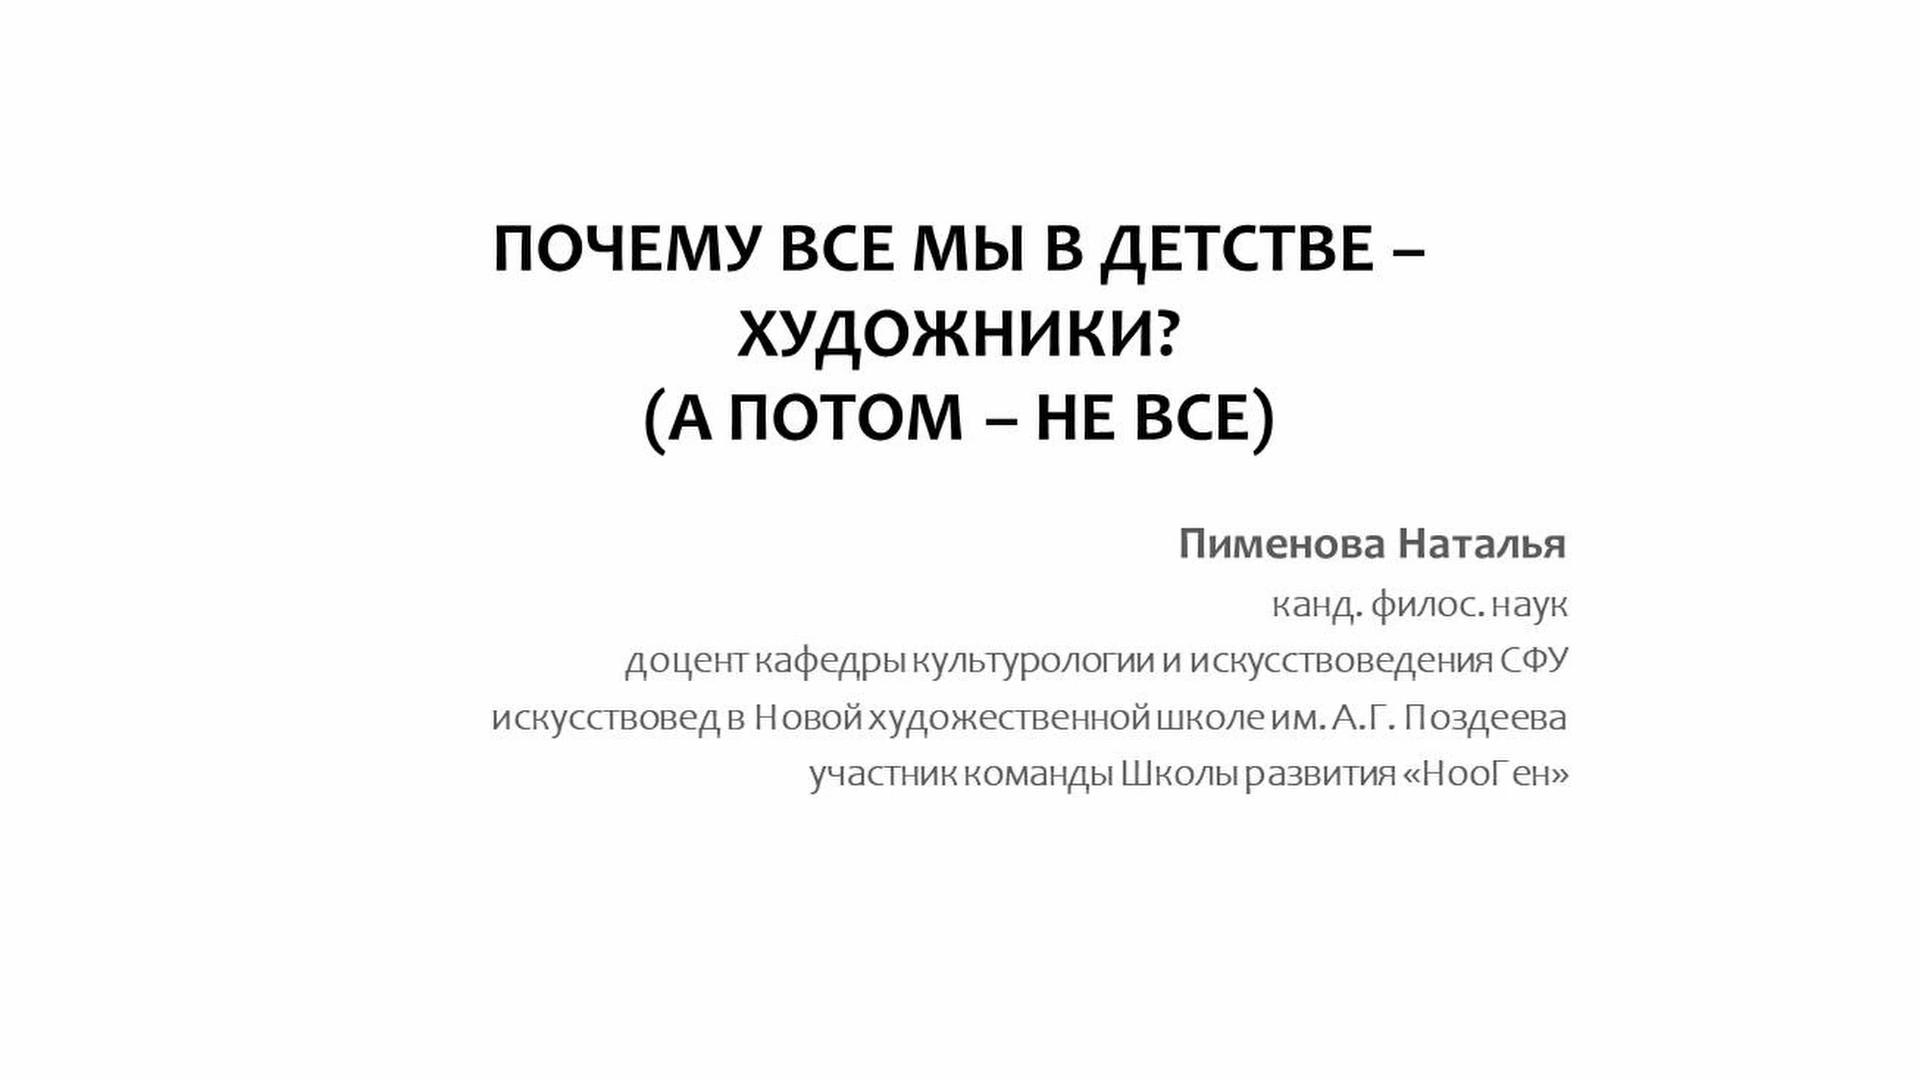 ПОЧЕМУ ВСЕ МЫ В ДЕТСТВЕ –
ХУДОЖНИКИ?
(А ПОТОМ – НЕ ВСЕ)
Пименова Наталья
канд. филос. наук
доцент кафедры культурологии и искусствоведения СФУ
искусствовед в Новой художественной школе им. А.Г. Поздеева
участник команды Школы развития «НооГен»